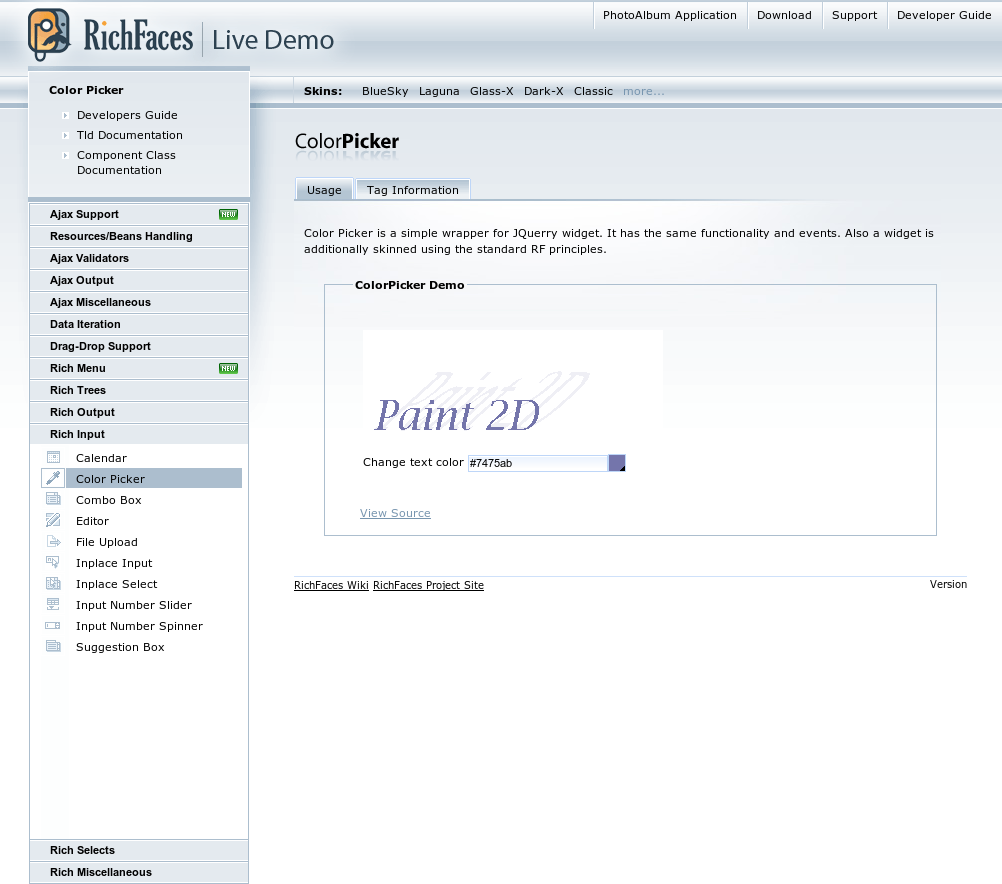 PhotoAlbum Application Download Support Developer Guide
RichFaces Live Demo
Skins: BlueSky Laguna Glass-X Dark-X Classic more...
Color Picker
Developers Guide
Tld Documentation
Component Class
Documentation
Ajax Support NEW
Resources/Beans Handling
Ajax Validators
Ajax Output
Ajax Miscellaneous
Data Iteration
Drag-Drop Support
Rich Menu NEW
Rich Trees
Rich Output
Rich Input
Calendar
Color Picker
Combo Box
Editor
File Upload
Inplace Input
Inplace Select
Input Number Slider
Input Number Spinner
Suggestion Box
Rich Selects
Rich Miscellaneous
ColorPicker
Usage Tag Information
Color Picker is a simple wrapper for JQuerry widget. It has the same functionality and events. Also a widget is
additionally skinned using the standard RF principles.
ColorPicker Demo
Paint 2D
Paint 2D
Change text color #7475ab
View Source
RichFaces Wiki RichFaces Project Site Version